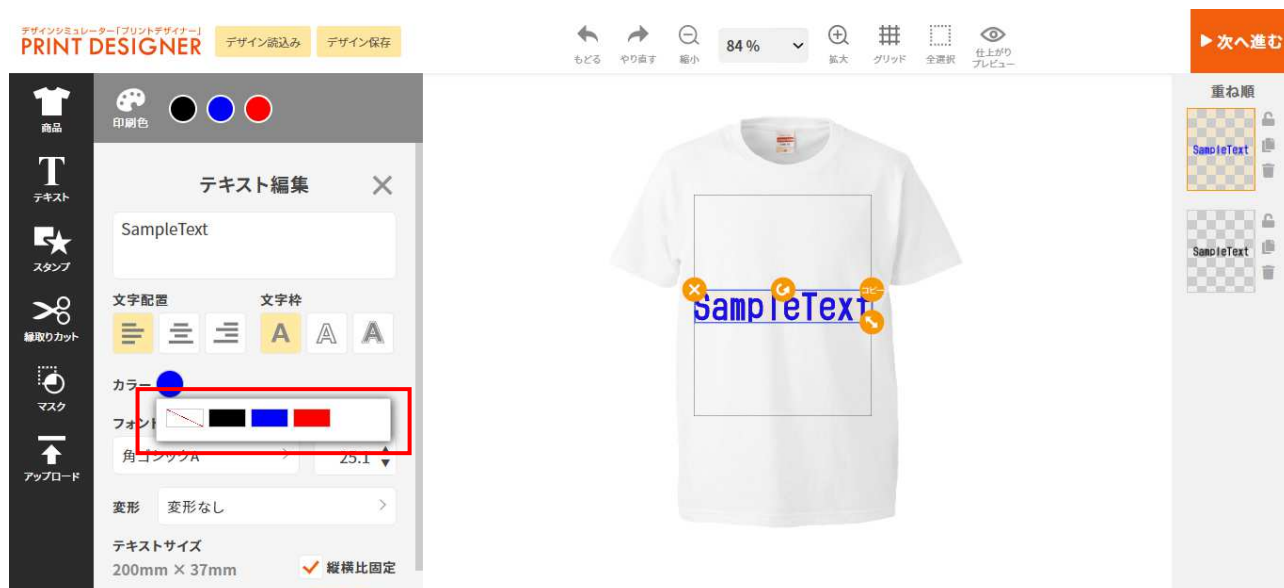 デザインシミュレーター「プリントデザイナー」
PRINT DESIGNER
デザイン読込み
デザイン保存
もどる
やり直す
縮小
84 %
拡大
グリッド
全選択
仕上がり
プレビュー
▶次へ進む
商品
テキスト
スタンプ
縁取りカット
マスク
アップロード
印刷色
テキスト編集
SampleText
文字配置
文字枠
A A A
カラー
フォント
角ゴシックA
25.1
変形
変形なし
テキストサイズ
200mm × 37mm
縦横比固定
SampleText
コピー
重ね順
SampleText
SampleText